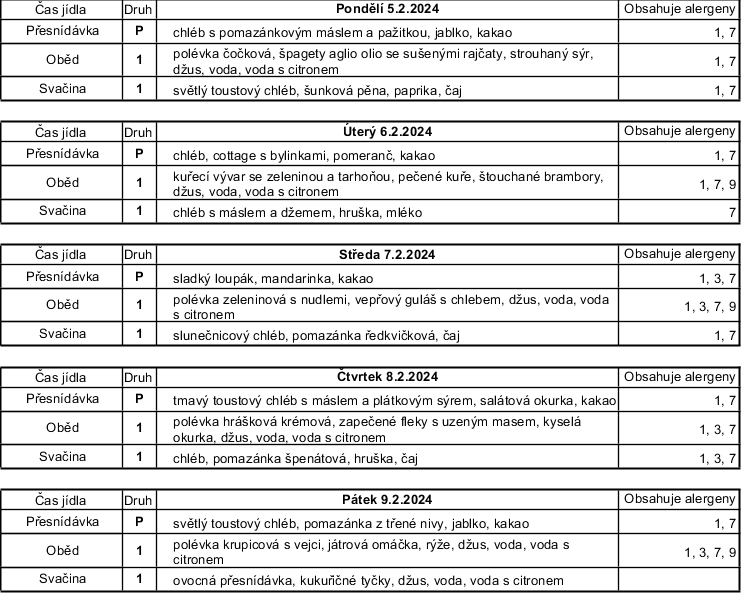 Čas jídla Druh Pondělí 5.2.2024 Obsahuje alergeny
Přesnídávka P chléb s pomazánkovým máslem a pažitkou, jablko, kakao 1, 7
Oběd 1 polévka čočková, špagety aglio olio se sušenými rajčaty, strouhaný sýr,
džus, voda, voda s citronem 1, 7
Svačina 1 světlý toustový chléb, šunková pěna, paprika, čaj 1, 7
Čas jídla Druh Úterý 6.2.2024 Obsahuje alergeny
Přesnídávka P chléb, cottage s bylinkami, pomeranč, kakao 1, 7
Oběd 1 kuřecí vývar se zeleninou a tarhoňou, pečené kuře, štouchané brambory,
džus, voda, voda s citronem 1, 7, 9
Svačina 1 chléb s máslem a džemem, hruška, mléko 7
Čas jídla Druh Středa 7.2.2024 Obsahuje alergeny
Přesnídávka P sladký loupák, mandarinka, kakao 1, 3, 7
Oběd 1 polévka zeleninová s nudlemi, vepřový guláš s chlebem, džus, voda, voda
s citronem 1, 3, 7, 9
Svačina 1 slunečnicový chléb, pomazánka ředkvičková, čaj 1, 7
Čas jídla Druh Čtvrtek 8.2.2024 Obsahuje alergeny
Přesnídávka P tmavý toustový chléb s máslem a plátkovým sýrem, salátová okurka, kakao 1, 7
Oběd 1 polévka hrášková krémová, zapečené fleky s uzeným masem, kyselá
okurka, džus, voda, voda s citronem 1, 3, 7
Svačina 1 chléb, pomazánka špenátová, hruška, čaj 1, 3, 7
Čas jídla Druh Pátek 9.2.2024 Obsahuje alergeny
Přesnídávka P světlý toustový chléb, pomazánka z třené nivy, jablko, kakao 1, 7
Oběd 1 polévka krupicová s vejci, játrová omáčka, rýže, džus, voda, voda s
citronem 1, 3, 7, 9
Svačina 1 ovocná přesnídávka, kukuřičné tyčky, džus, voda, voda s citronem